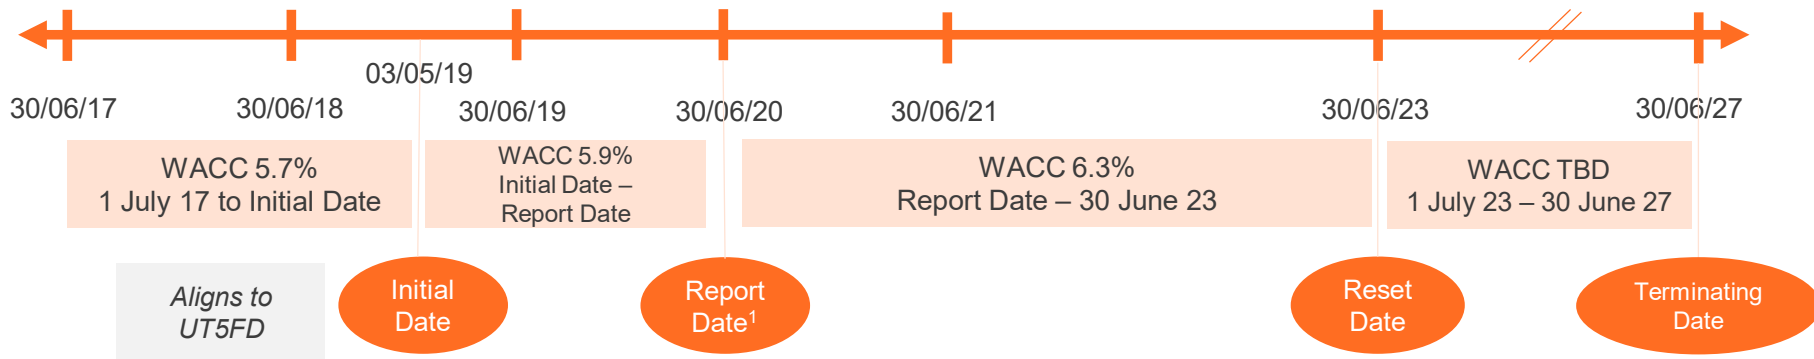 03/05/19
30/06/17
30/06/18
30/06/19
30/06/20
30/06/21
30/06/23
30/06/27
WACC 5.7%
1 July 17 to Initial Date
WACC 5.9%
Initial Date –
Report Date
WACC 6.3%
Report Date – 30 June 23
WACC TBD
1 July 23 – 30 June 27
Aligns to
UT5FD
Initial
Date
Report
Date¹
Reset
Date
Terminating
Date